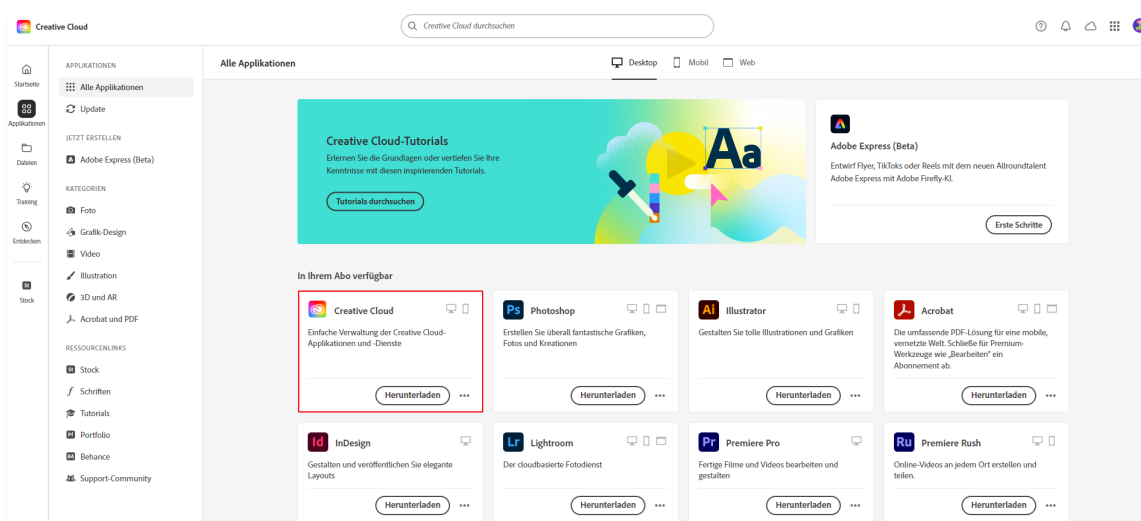 Creative Cloud
Creative Cloud durchsuchen
Startseite
Applikationen
Dateien
Training
Entdecken
St
Stock
APPLIKATIONEN
Alle Applikationen
Update
JETZT ERSTELLEN
Adobe Express (Beta)
KATEGORIEN
Foto
Grafik-Design
Video
Illustration
3D und AR
Acrobat und PDF
RESSOURCENLINKS
St Stock
Schriften
Tutorials
Portfolio
Bē Behance
Support-Community
Alle Applikationen
Desktop Mobil Web
Creative Cloud-Tutorials
Erlernen Sie die Grundlagen oder vertiefen Sie Ihre
Kenntnisse mit diesen inspirierenden Tutorials.
Tutorials durchsuchen
Aa
Adobe Express (Beta)
Entwirf Flyer, TikToks oder Reels mit dem neuen Allroundtalent
Adobe Express mit Adobe Firefly-KI.
Erste Schritte
In Ihrem Abo verfügbar
Creative Cloud
Einfache Verwaltung der Creative Cloud-
Applikationen und -Dienste
Herunterladen
Ps Photoshop
Erstellen Sie überall fantastische Grafiken,
Fotos und Kreationen
Herunterladen
Ai Illustrator
Gestalten Sie tolle Illustrationen und Grafiken
Herunterladen
Acrobat
Die umfassende PDF-Lösung für eine mobile,
vernetzte Welt. Schließe für Premium-
Werkzeuge wie „Bearbeiten" ein
Abonnement ab.
Herunterladen
Id InDesign
Gestalten und veröffentlichen Sie elegante
Layouts
Herunterladen
Lr Lightroom
Der cloudbasierte Fotodienst
Herunterladen
Pr Premiere Pro
Fertige Filme und Videos bearbeiten und
gestalten
Herunterladen
Ru Premiere Rush
Online-Videos an jedem Ort erstellen und
teilen.
Herunterladen